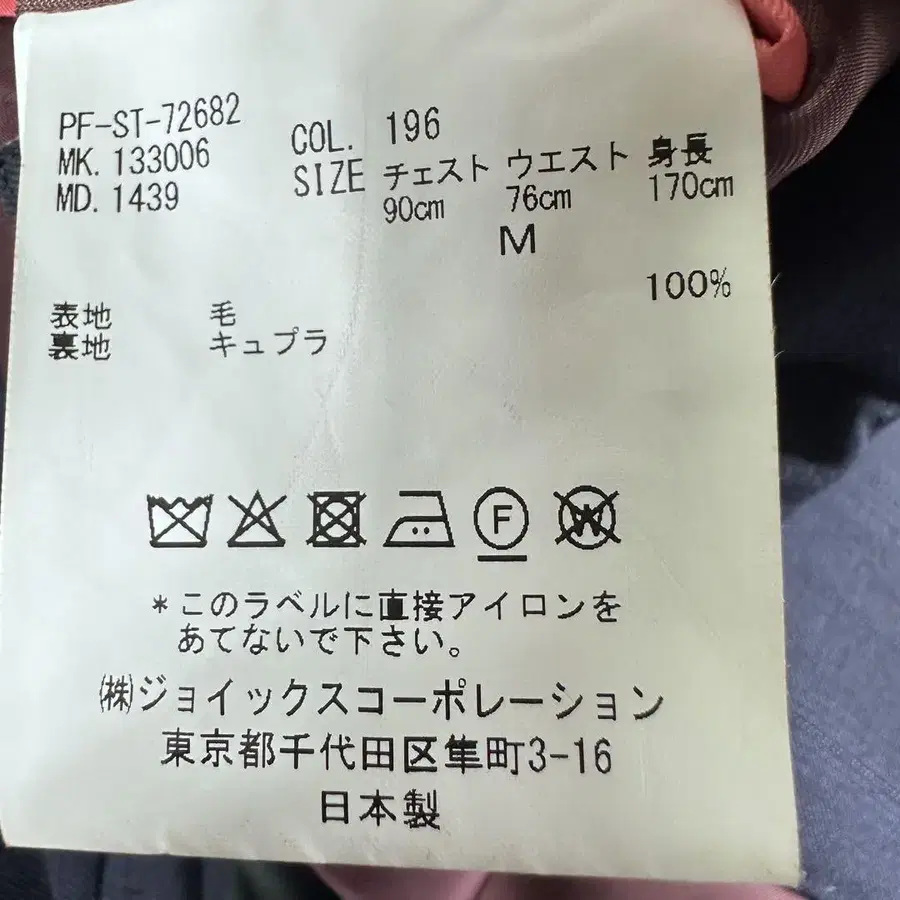 PF-ST-72682
MK. 133006
MD. 1439
COL. 196
SIZE チェスト ウエスト 身長
90cm 76cm 170cm
M
100%
表地 毛
裏地 キュプラ
F
W
*このラベルに直接アイロンを
あてないで下さい。
㈱ジョイックスコーポレーション
東京都千代田区隼町3-16
日本製